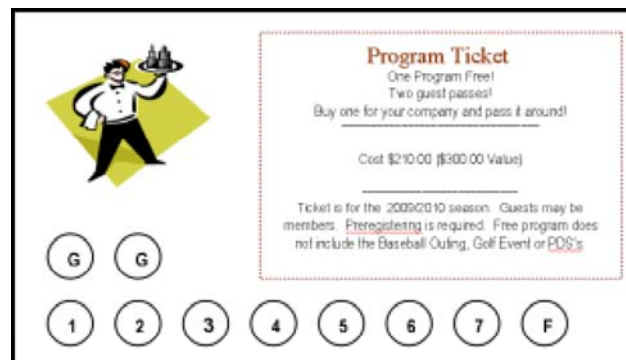 Program Ticket
One Program Free!
Two guest passes!
Buy one for your company and pass it around!
Cost $210.00 ($300.00 Value)
Ticket is for the 2009/2010 season. Guests may be
members. Preregistering is required. Free program does
not include the Baseball Outing, Golf Event or PDS's
G G
1 2 3 4 5 6 7 F